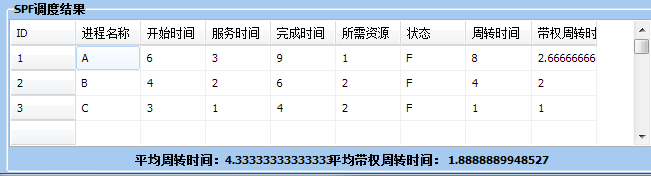 SPF调度结果
ID 进程名称 开始时间 服务时间 完成时间 所需资源 状态 周转时间 带权周转时
1 A 6 3 9 1 F 8 2.66666666
2 B 4 2 6 2 F 4 2
3 C 3 1 4 2 F 1 1
平均周转时间：4.33333333333333平均带权周转时间： 1.8888889948527